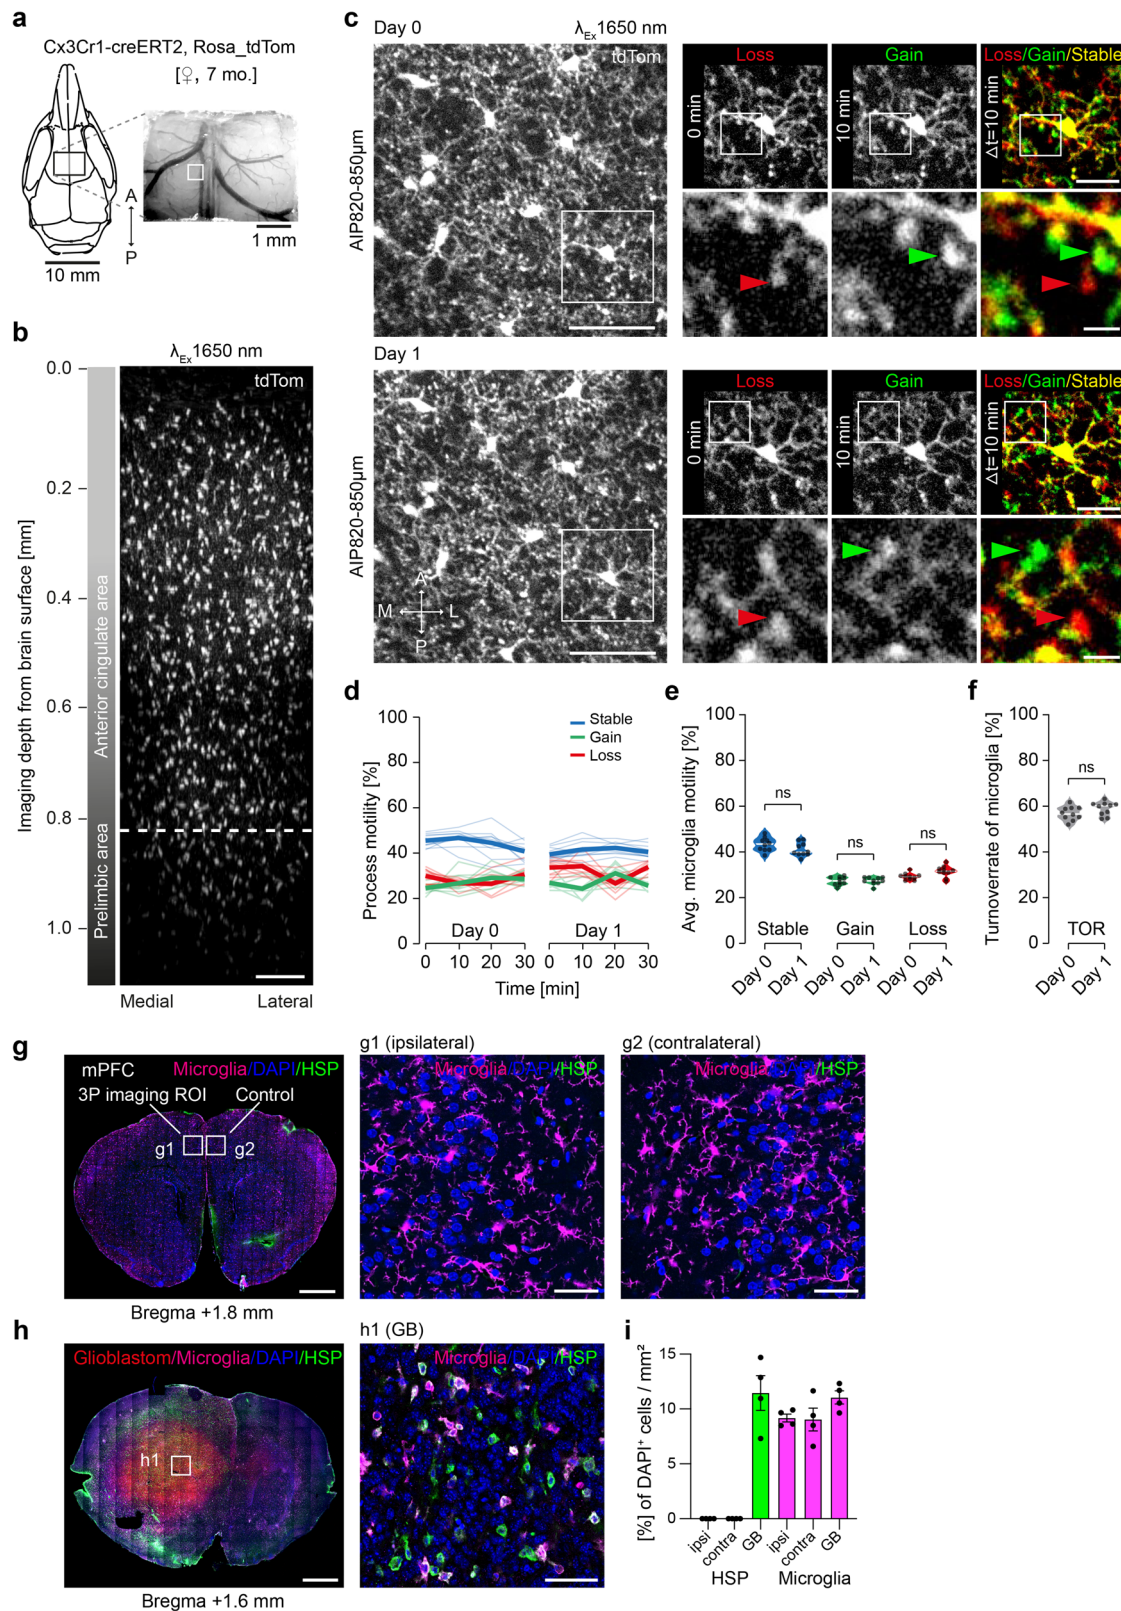 a
Cx3Cr1-creERT2, Rosa_tdTom
[♀, 7 mo.]
A
P
10 mm
1 mm
b
λEx1650 nm
tdTom
Imaging depth from brain surface [mm]
0.0
0.2
0.4
0.6
0.8
1.0
Anterior cingulate area
Prelimbic area
Medial
Lateral
c
Day 0
λEx1650 nm
tdTom
AIP820-850µm
Loss
Gain
Loss/Gain/Stable
0 min
10 min
Δt=10 min
Day 1
AIP820-850µm
A
M
L
P
Loss
Gain
Loss/Gain/Stable
0 min
10 min
Δt=10 min
d
Process motility [%]
100
80
60
40
20
0
Stable
Gain
Loss
Day 0
Day 1
0 10 20 30 0 10 20 30
Time [min]
e
Avg. microglia motility [%]
100
80
60
40
20
0
ns
ns
ns
Stable
Gain
Loss
Day 0
Day 1
Day 0
Day 1
Day 0
Day 1
f
Turnoverrate of microglia [%]
100
80
60
40
20
0
ns
TOR
Day 0
Day 1
g
mPFC
Microglia/DAPI/HSP
3P imaging ROI
Control
g1
g2
Bregma +1.8 mm
g1 (ipsilateral)
Microglia/DAPI/HSP
g2 (contralateral)
Microglia/DAPI/HSP
h
Glioblastom/Microglia/DAPI/HSP
h1
Bregma +1.6 mm
h1 (GB)
Microglia/DAPI/HSP
i
[%] of DAPI⁺ cells / mm²
15
10
5
0
ipsi
contra
GB
ipsi
contra
GB
HSP
Microglia